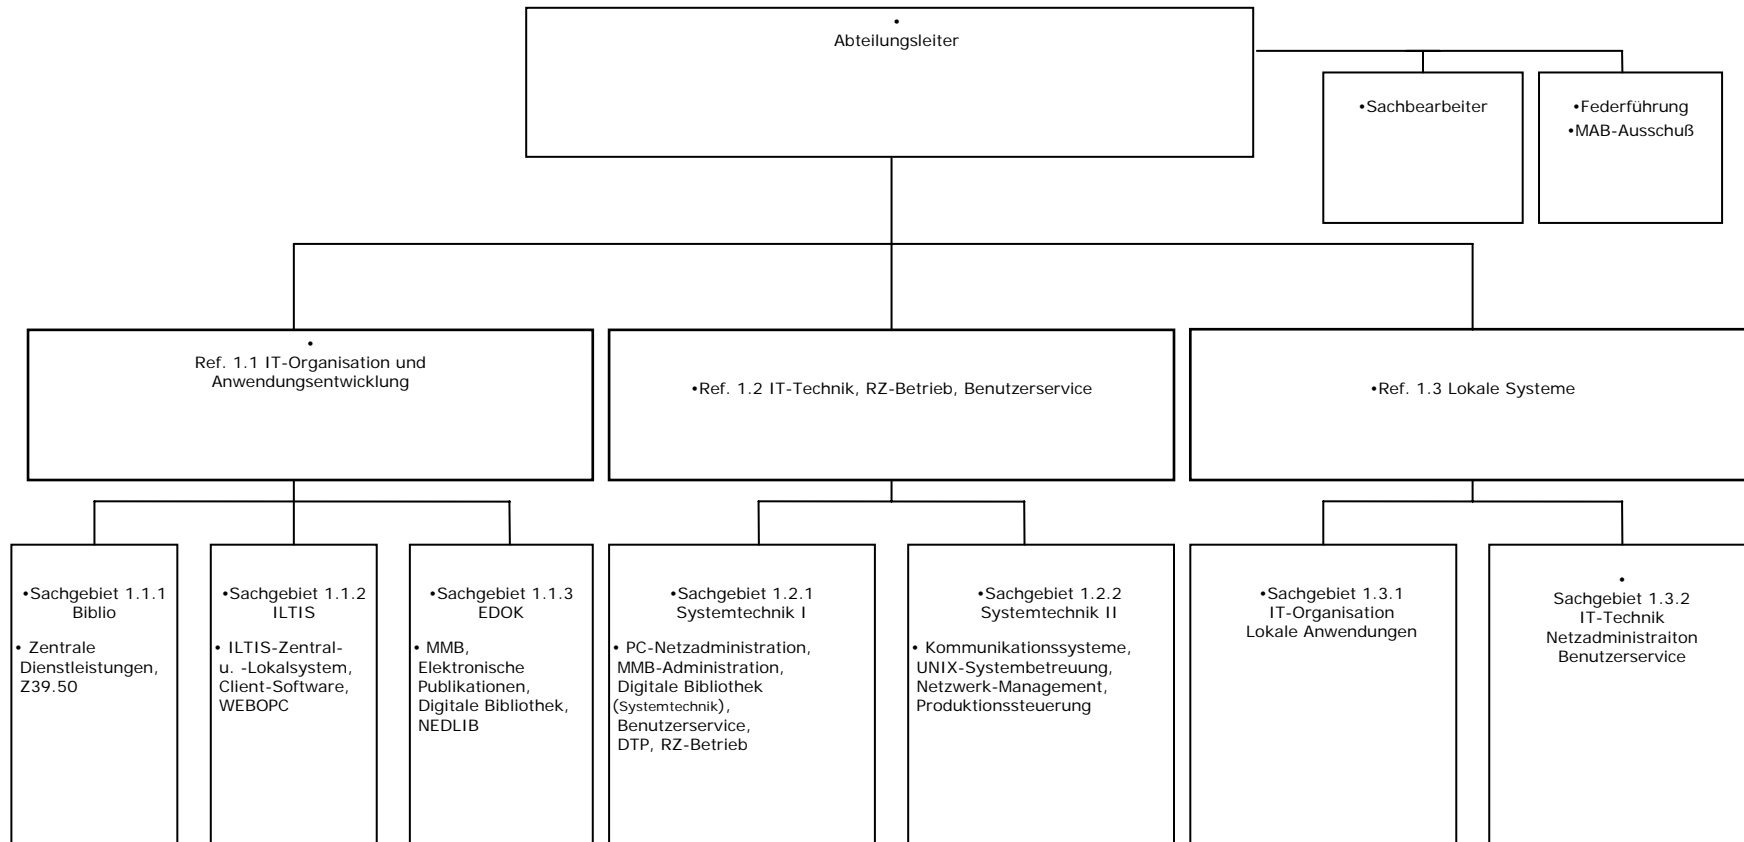 •
Abteilungsleiter
•Sachbearbeiter
•Federführung
•MAB-Ausschuß
•
Ref. 1.1 IT-Organisation und
Anwendungsentwicklung
•Ref. 1.2 IT-Technik, RZ-Betrieb, Benutzerservice
•Ref. 1.3 Lokale Systeme
•Sachgebiet 1.1.1
Biblio
• Zentrale
Dienstleistungen,
Z39.50
•Sachgebiet 1.1.2
ILTIS
• ILTIS-Zentral-
u. -Lokalsystem,
Client-Software,
WEBOPC
•Sachgebiet 1.1.3
EDOK
• MMB,
Elektronische
Publikationen,
Digitale Bibliothek,
NEDLIB
•Sachgebiet 1.2.1
Systemtechnik I
• PC-Netzadministration,
MMB-Administration,
Digitale Bibliothek
(Systemtechnik),
Benutzerservice,
DTP, RZ-Betrieb
•Sachgebiet 1.2.2
Systemtechnik II
• Kommunikationssysteme,
UNIX-Systembetreuung,
Netzwerk-Management,
Produktionssteuerung
•Sachgebiet 1.3.1
IT-Organisation
Lokale Anwendungen
•
Sachgebiet 1.3.2
IT-Technik
Netzadministraiton
Benutzerservice